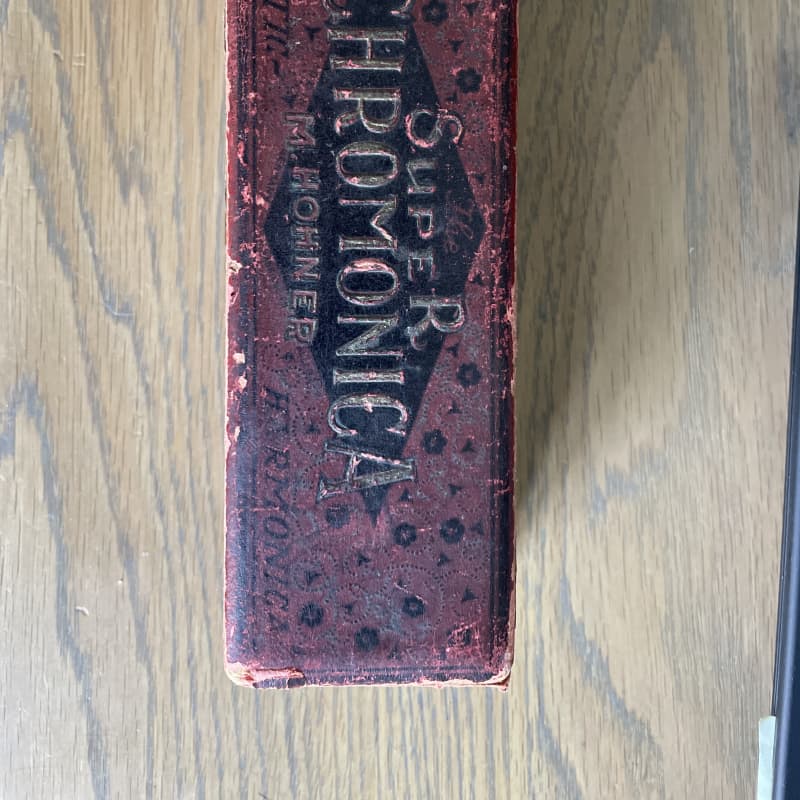 The
SUPER
CHROMONICA
M. HOHNER
HARMONICA